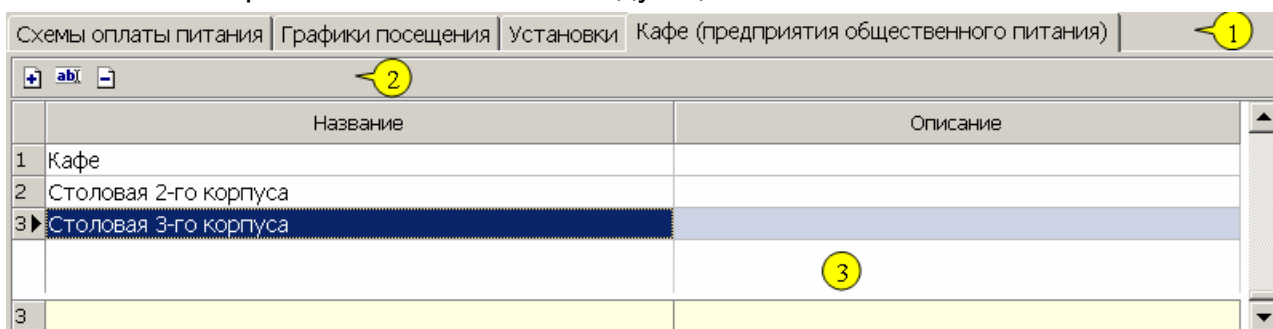 Схемы оплаты питания Графики посещения Установки Кафе (предприятия общественного питания) 1
abI 2
Название Описание
1 Кафе
2 Столовая 2-го корпуса
3 Столовая 3-го корпуса
3
3